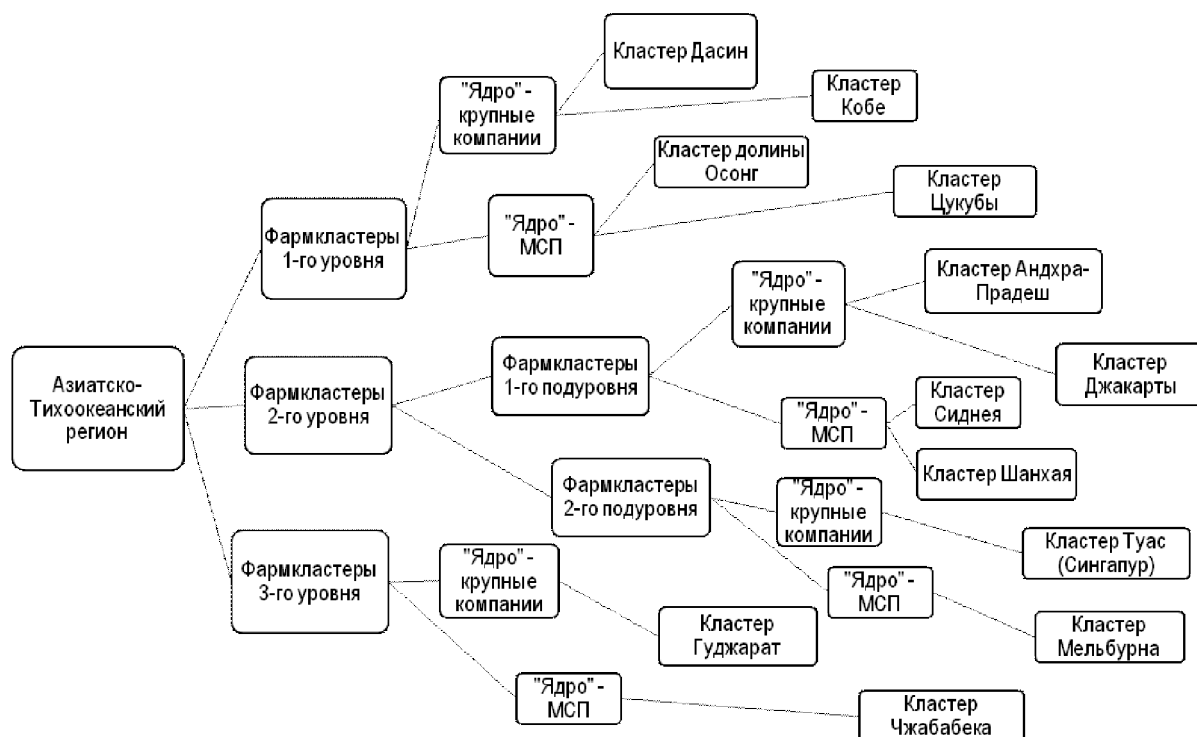 Кластер Дасин
"Ядро" -
крупные
компании
Кластер
Кобе
Кластер долины
Осонг
Кластер
Цукубы
"Ядро" -
МСП
Фармкластеры
1-го уровня
"Ядро" -
крупные
компании
Кластер Андхра-
Прадеш
Кластер
Джакарты
Азиатско-
Тихоокеанский
регион
Фармкластеры
2-го уровня
Фармкластеры
1-го подуровня
"Ядро" -
МСП
Кластер
Сиднея
Кластер Шанхая
Фармкластеры
2-го подуровня
"Ядро" -
крупные
компании
Кластер Туас
(Сингапур)
"Ядро" -
МСП
Кластер
Мельбурна
Фармкластеры
3-го уровня
"Ядро" -
крупные
компании
Кластер
Гуджарат
"Ядро" -
МСП
Кластер
Чжабабека